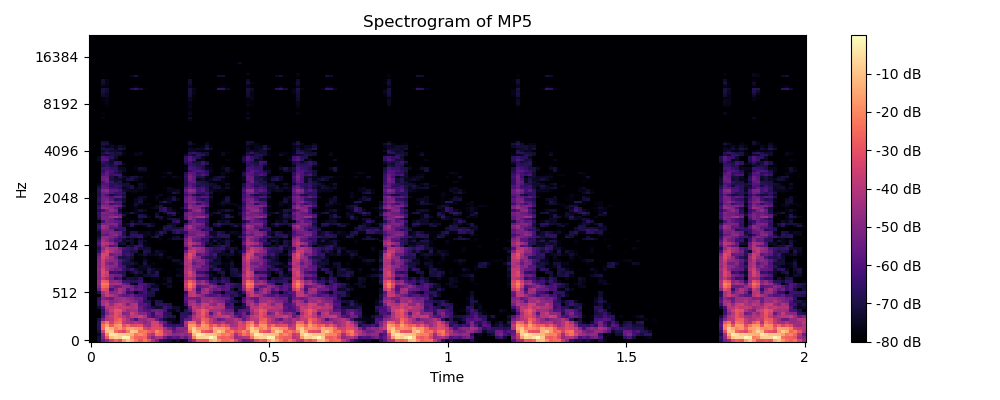 Spectrogram of MP5
16384
8192
4096
2048
1024
512
0
Hz
0
0.5
1
1.5
2
Time
-10 dB
-20 dB
-30 dB
-40 dB
-50 dB
-60 dB
-70 dB
-80 dB